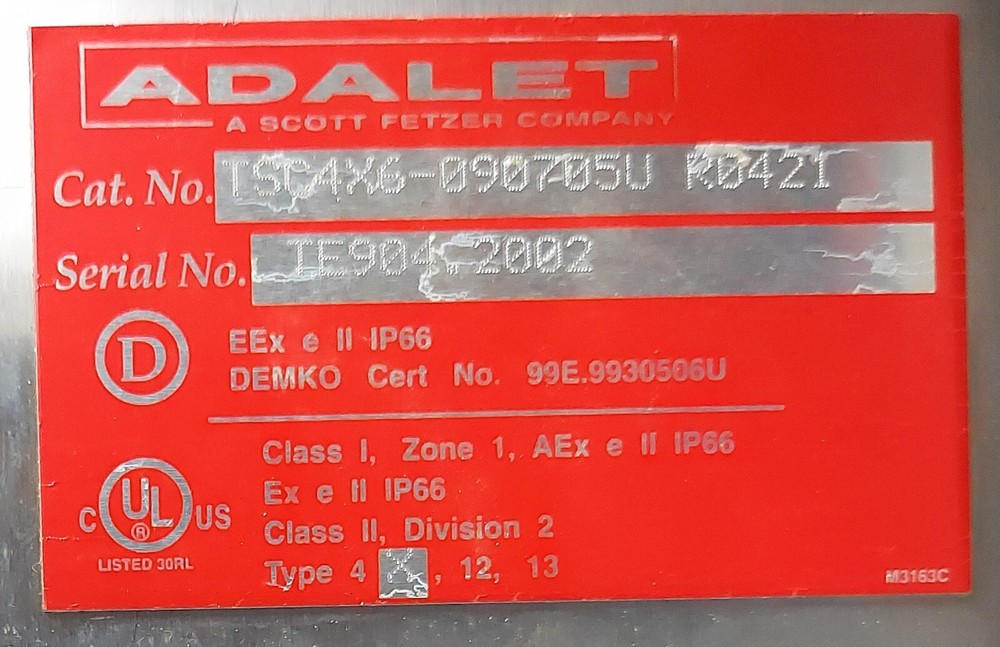 ADALET
A SCOTT FETZER COMPANY
Cat. No. TSC4X6-090705U R0421
Serial No. IE904.2002
D
EEx e II IP66
DEMKO Cert No. 99E.9930506U
Class I, Zone 1, AEx e II IP66
Ex e II IP66
Class II, Division 2
C UL ® US
LISTED 30RL
Type 4 X, 12, 13
M3163C